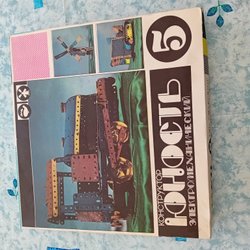 КОНСТРУКТОР
ЮНОСТЬ
ЭЛЕКТРОМЕХАНИЧЕСКИЙ
5